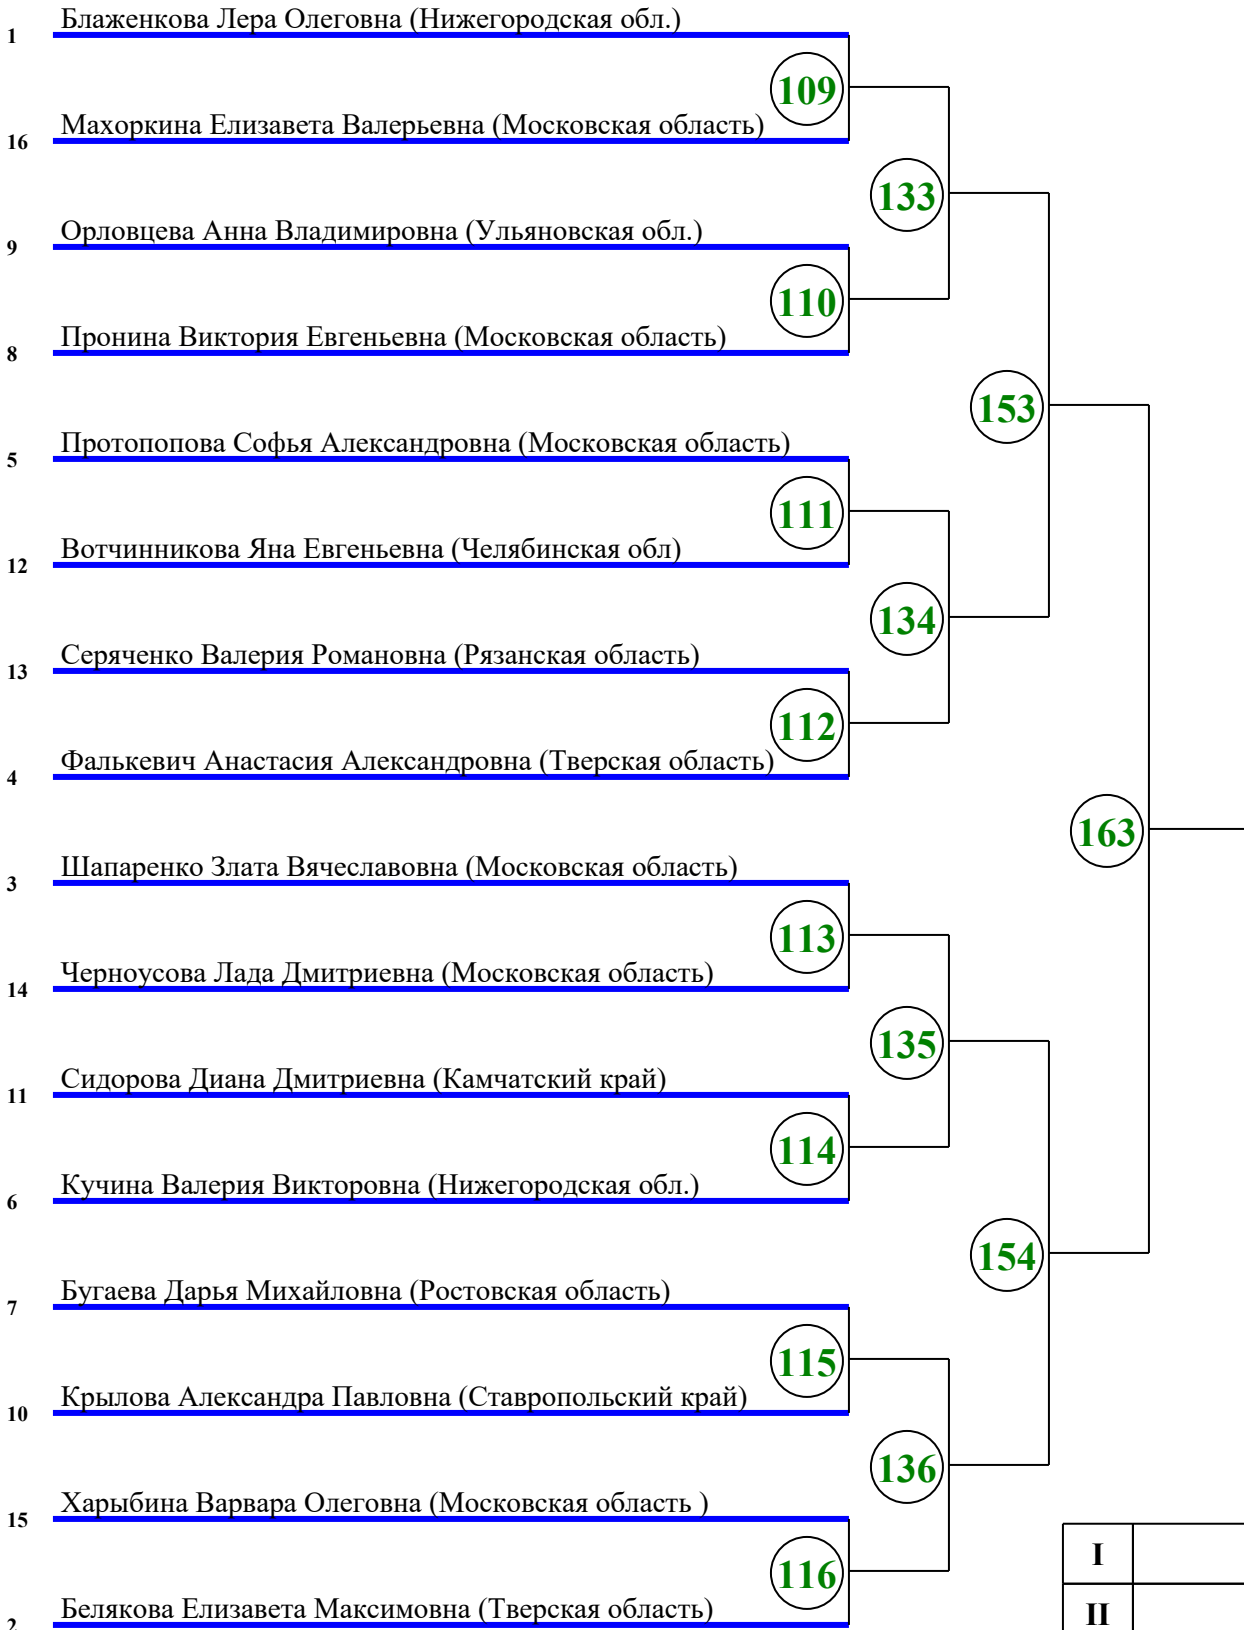 Блаженкова Лера Олеговна (Нижегородская обл.)
1
109
Махоркина Елизавета Валерьевна (Московская область)
16
133
Орловцева Анна Владимировна (Ульяновская обл.)
9
110
Пронина Виктория Евгеньевна (Московская область)
8
153
Протопопова Софья Александровна (Московская область)
5
111
Вотчинникова Яна Евгеньевна (Челябинская обл)
12
134
Серяченко Валерия Романовна (Рязанская область)
13
112
Фалькевич Анастасия Александровна (Тверская область)
4
163
Шапаренко Злата Вячеславовна (Московская область)
3
113
Черноусова Лада Дмитриевна (Московская область)
14
135
Сидорова Диана Дмитриевна (Камчатский край)
11
114
Кучина Валерия Викторовна (Нижегородская обл.)
6
154
Бугаева Дарья Михайловна (Ростовская область)
7
115
Крылова Александра Павловна (Ставропольский край)
10
136
Харыбина Варвара Олеговна (Московская область )
15
I
116
Белякова Елизавета Максимовна (Тверская область)
2
II